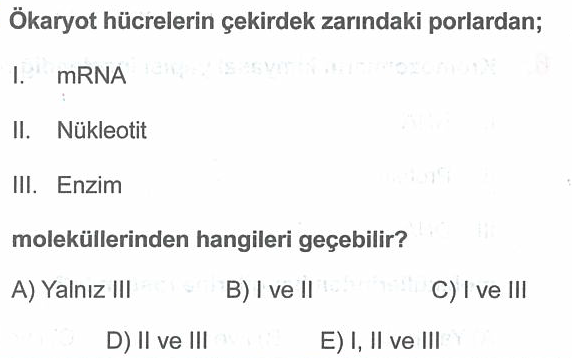 Ökaryot hücrelerin çekirdek zarındaki porlardan;
I. mRNA
II. Nükleotit
III. Enzim
moleküllerinden hangileri geçebilir?
A) Yalnız III B) I ve II C) I ve III
D) II ve III E) I, II ve III